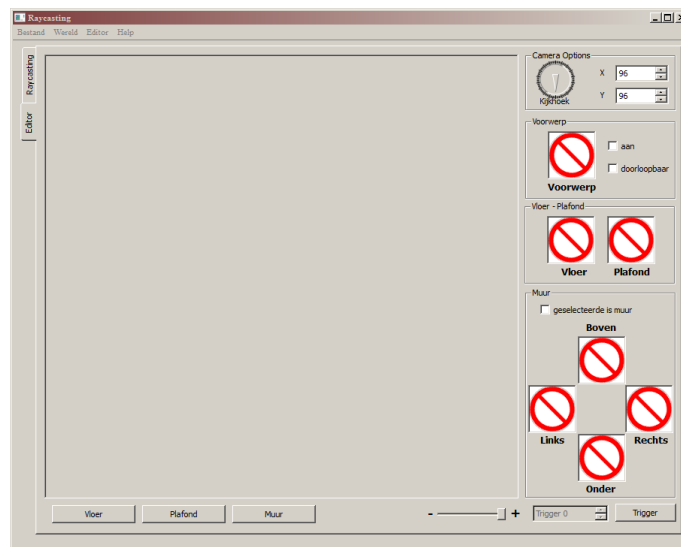 Raycasting
Bestand Wereld Editor Help
Raycasting
Editor
Camera Options
Kijkhoek
X 96
Y 96
Voorwerp
aan
doorloopbaar
Voorwerp
Vloer - Plafond
Vloer Plafond
Muur
geselecteerde is muur
Boven
Links Rechts
Onder
Vloer Plafond Muur - + Trigger 0 Trigger